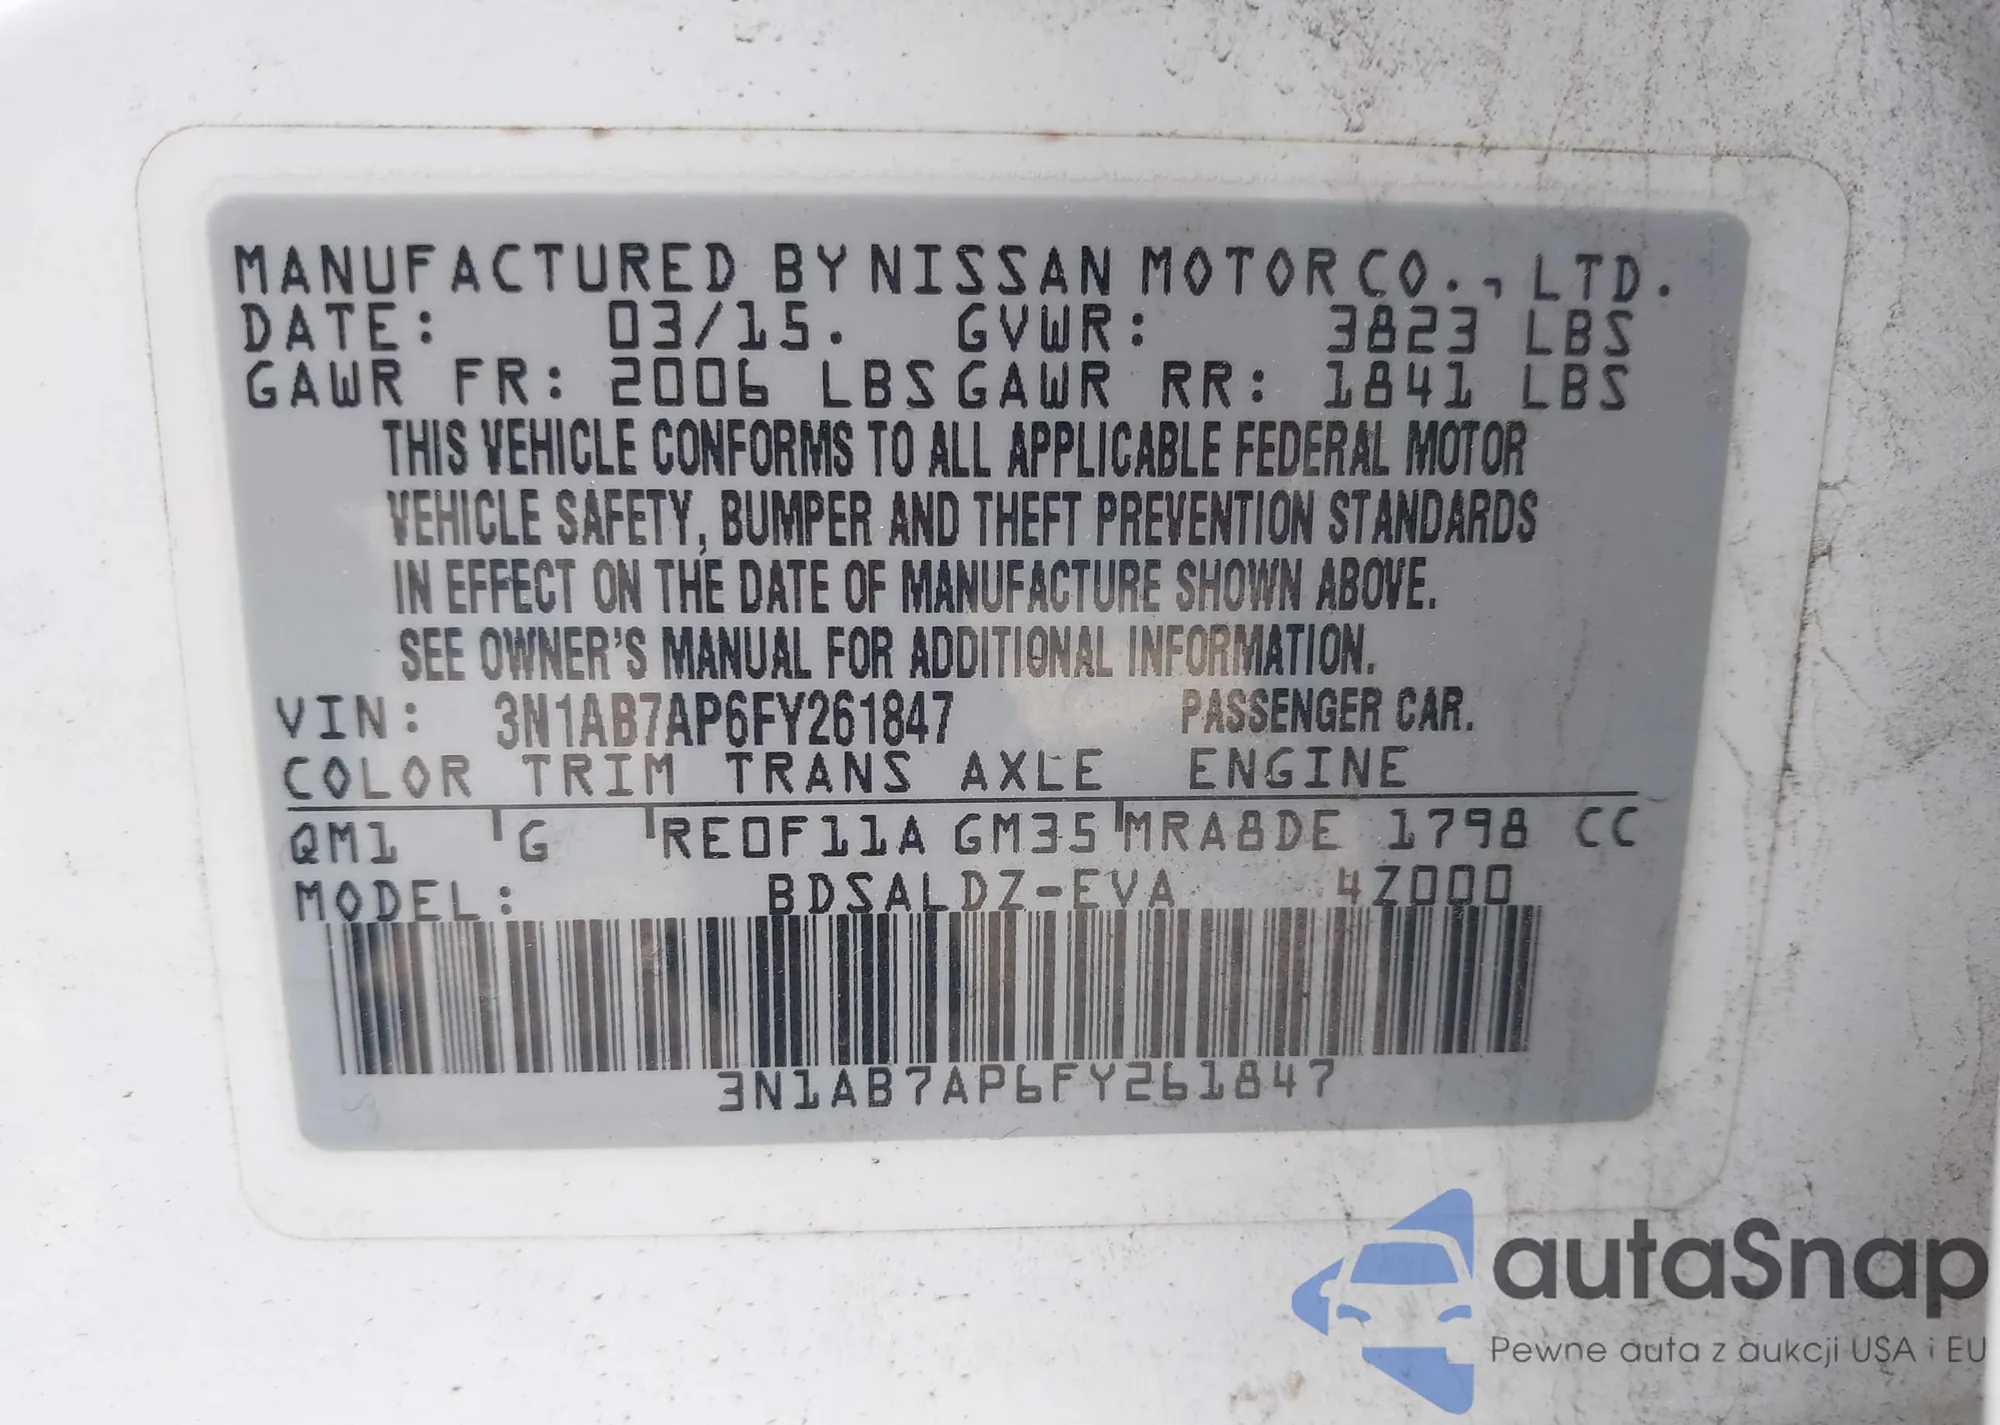 MANUFACTURED BY NISSAN MOTOR CO., LTD.
DATE: 03/15. GVWR: 3823 LBS
GAWR FR: 2006 LBS GAWR RR: 1841 LBS
THIS VEHICLE CONFORMS TO ALL APPLICABLE FEDERAL MOTOR
VEHICLE SAFETY, BUMPER AND THEFT PREVENTION STANDARDS
IN EFFECT ON THE DATE OF MANUFACTURE SHOWN ABOVE.
SEE OWNER'S MANUAL FOR ADDITIONAL INFORMATION.
VIN: 3N1AB7AP6FY261847 PASSENGER CAR.
COLOR TRIM TRANS AXLE ENGINE
QM1 G RE0F11A GM35 MRA8DE 1798 CC
MODEL: BDSALDZ-EVA 4Z000
3N1AB7AP6FY261847
autaSnap
Pewne auta z aukcji USA i EU